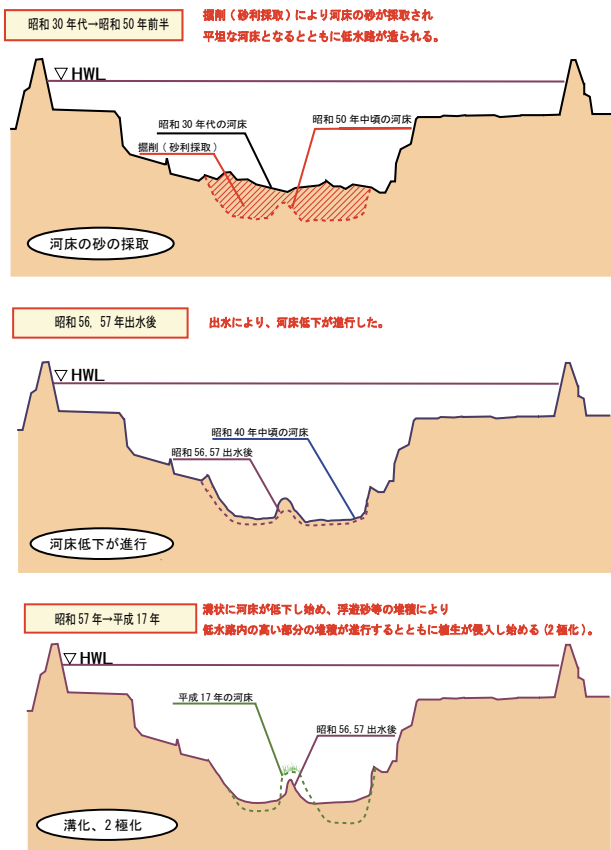 昭和30年代→昭和50年前半
掘削(砂利採取)により河床の砂が採取され
平坦な河床となるとともに低水路が造られる。
▽HWL
昭和30年代の河床
昭和50年中頃の河床
掘削(砂利採取)
河床の砂の採取
昭和56, 57年出水後
出水により、河床低下が進行した。
▽HWL
昭和40年中頃の河床
昭和56,57出水後
河床低下が進行
昭和57年→平成17年
溝状に河床が低下し始め、浮遊砂等の堆積により
低水路内の高い部分の堆積が進行するとともに植生が侵入し始める(2極化)。
▽HWL
平成17年の河床
昭和56,57出水後
溝化、2極化